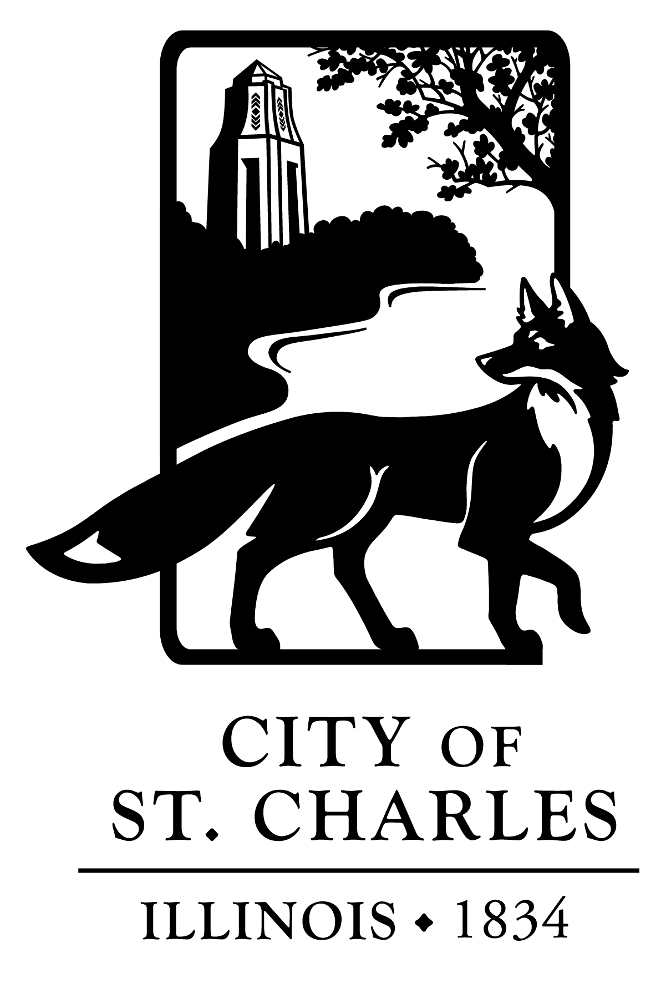 CITY OF
ST. CHARLES
ILLINOIS ◆ 1834